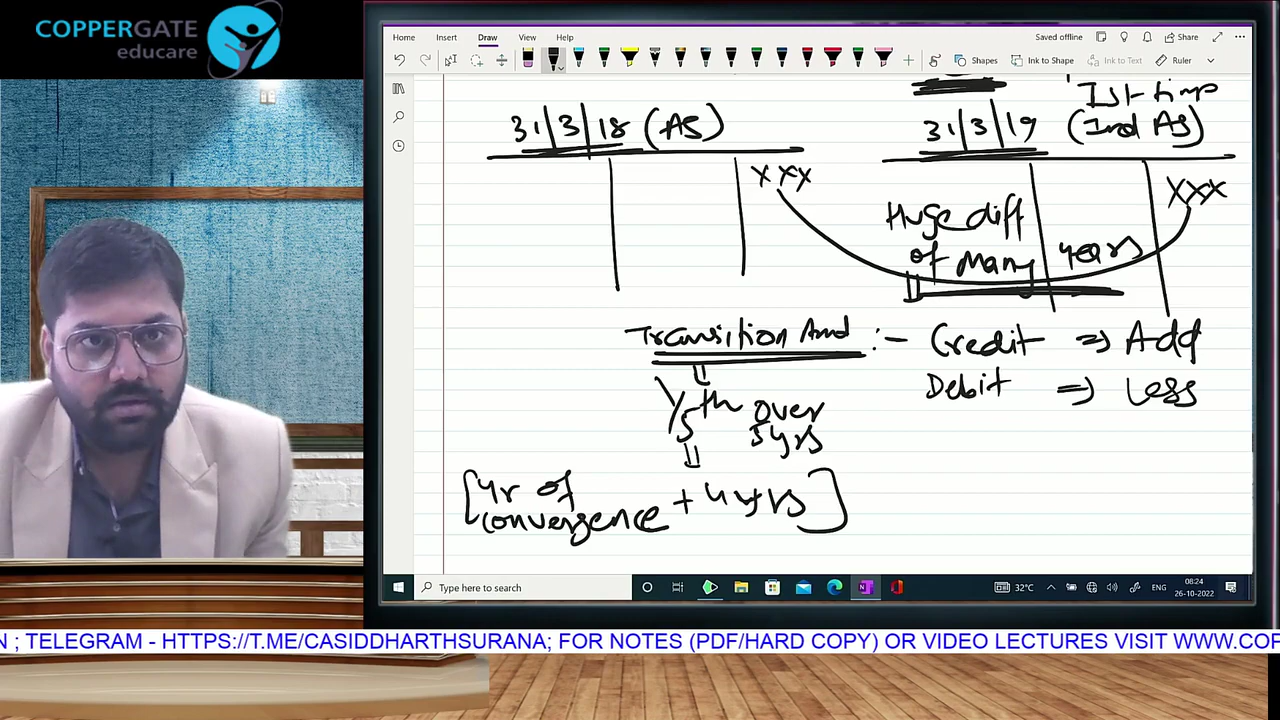 COPPERGATE
educare
Home Insert Draw View Help
Saved offline Share
Shapes Ink to Shape Ink to Text Ruler
Ist time
31/3/18 (AS)
31/3/19 (Ind AS)
XXX
XXX
Huge diff
of many years
Transition Amt :- Credit => Add
Debit => Less
1/5th over
5 yrs
[Yr of
convergence + 4 yrs]
Type here to search
32°C ENG 08:24
26-10-2022
N ; TELEGRAM - HTTPS://T.ME/CASIDDHARTHSURANA; FOR NOTES (PDF/HARD COPY) OR VIDEO LECTURES VISIT WWW.COP